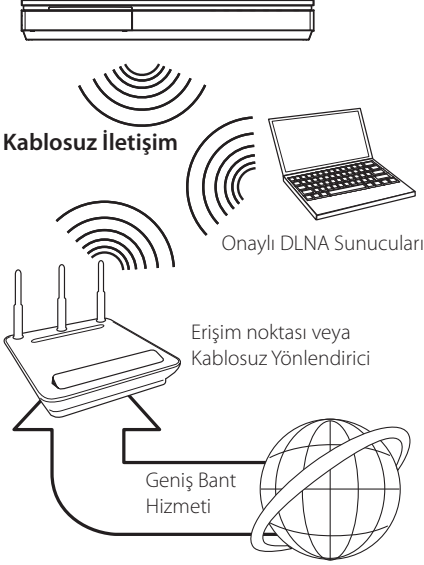 Kablosuz İletişim
Onaylı DLNA Sunucuları
Erişim noktası veya
Kablosuz Yönlendirici
Geniş Bant
Hizmeti